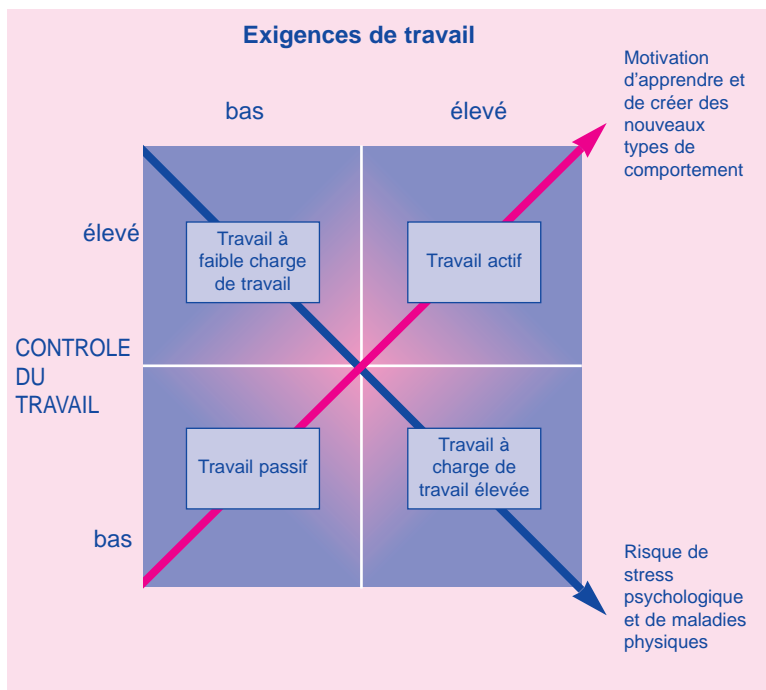 Exigences de travail
bas
élevé
Motivation
d'apprendre et
de créer des
nouveaux
types de
comportement
élevé
Travail à
faible charge
de travail
Travail actif
CONTROLE
DU
TRAVAIL
Travail passif
Travail à
charge de
travail élevée
bas
Risque de
stress
psychologique
et de maladies
physiques